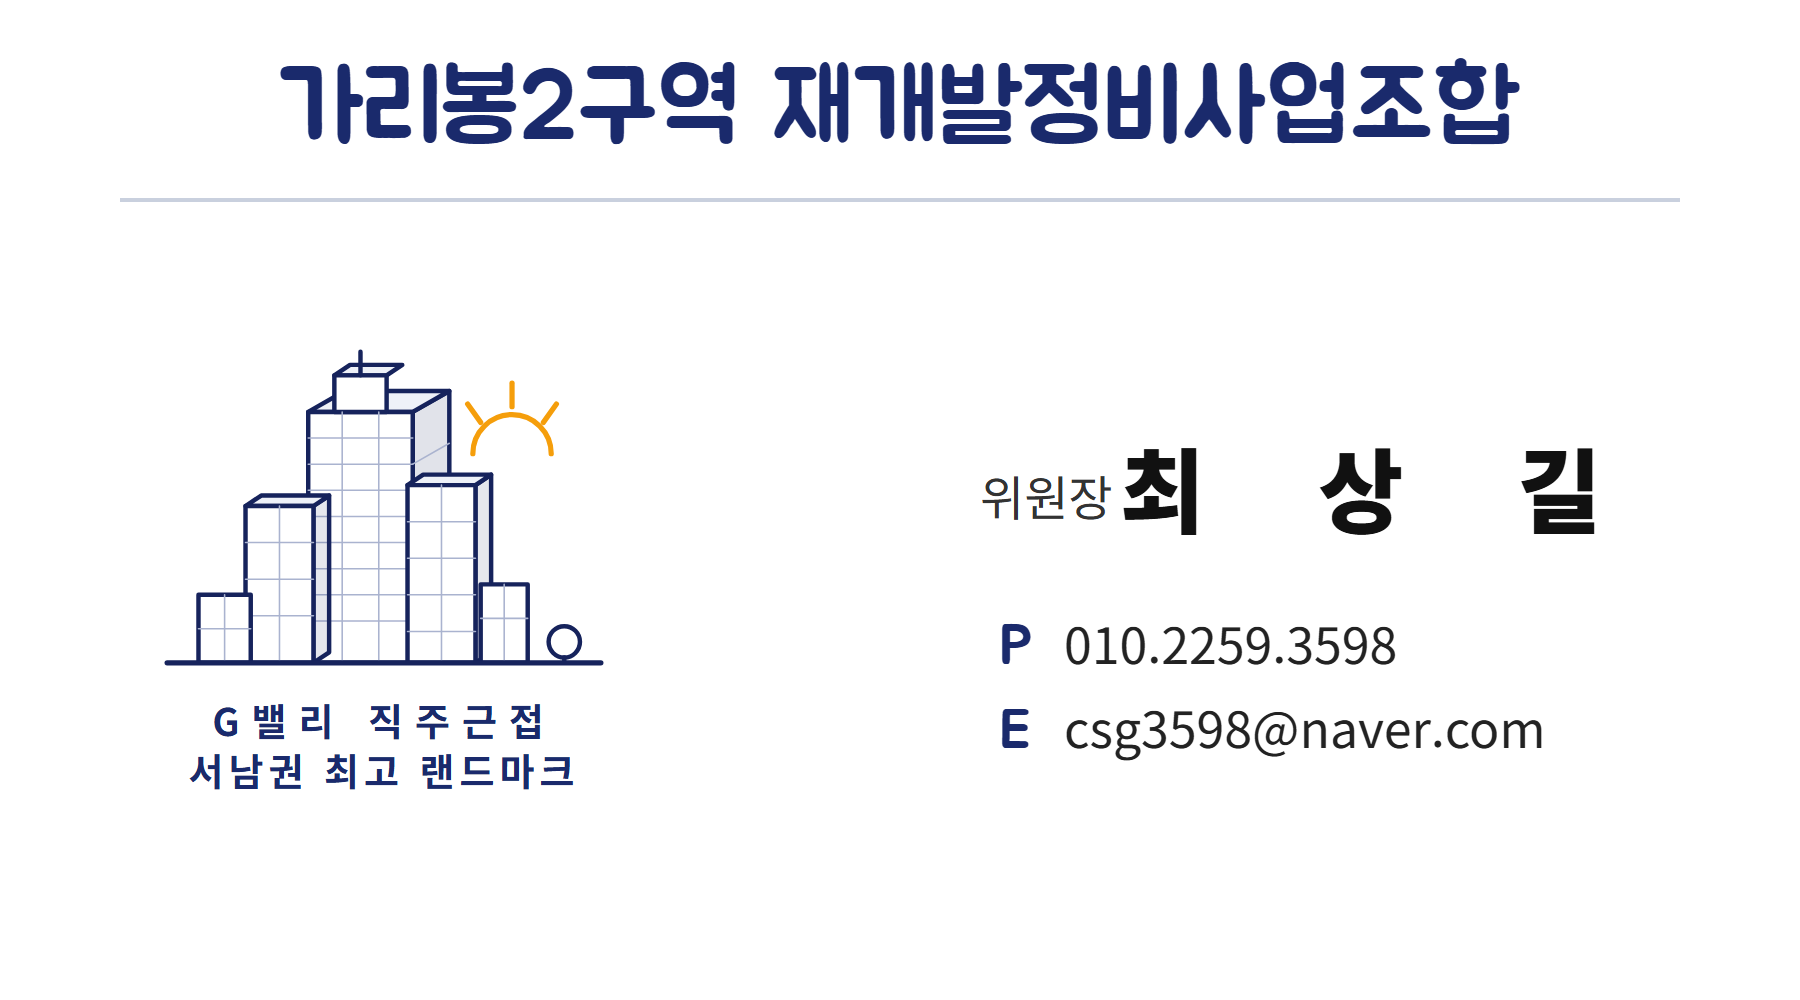 가리봉2구역 재개발정비사업조합
위원장 최 상 길
P 010.2259.3598
E csg3598@naver.com
G밸리 직주근접
서남권 최고 랜드마크